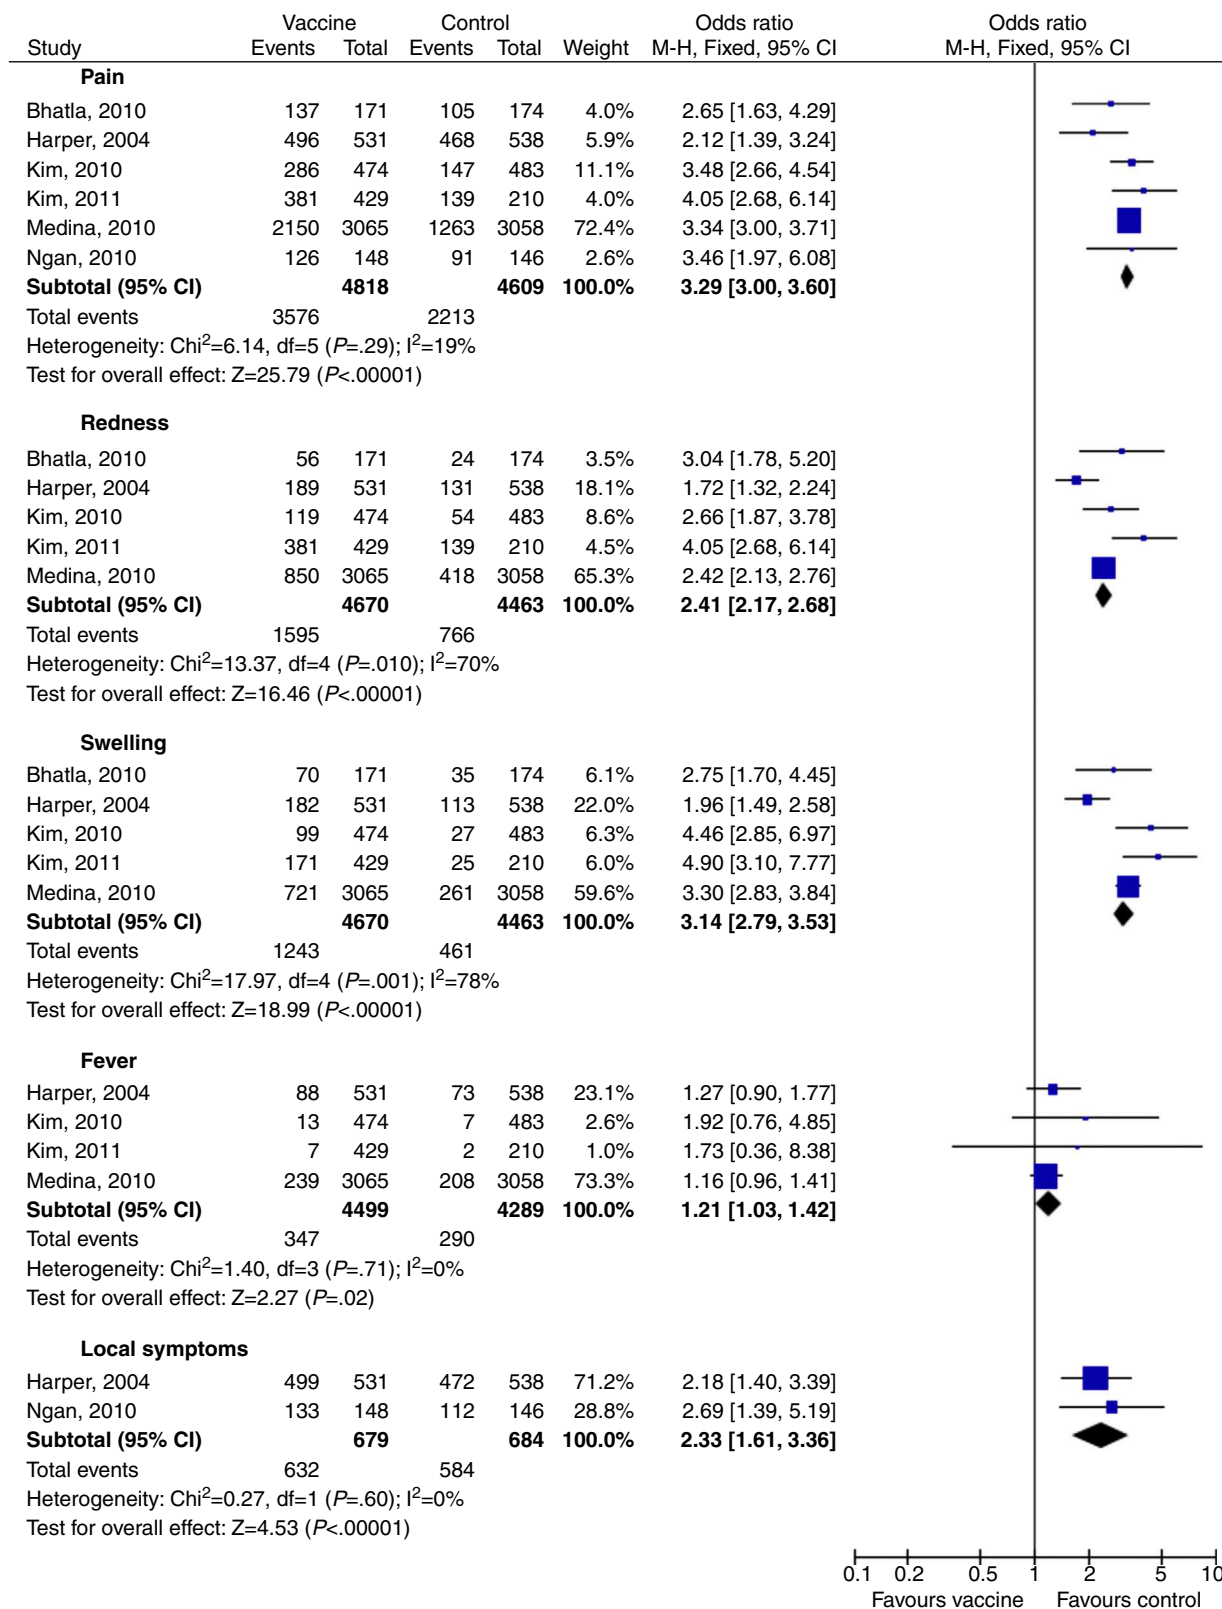 Vaccine Control Odds ratio Odds ratio
Study Events Total Events Total Weight M-H, Fixed, 95% CI M-H, Fixed, 95% CI
Pain
Bhatla, 2010 137 171 105 174 4.0% 2.65 [1.63, 4.29]
Harper, 2004 496 531 468 538 5.9% 2.12 [1.39, 3.24]
Kim, 2010 286 474 147 483 11.1% 3.48 [2.66, 4.54]
Kim, 2011 381 429 139 210 4.0% 4.05 [2.68, 6.14]
Medina, 2010 2150 3065 1263 3058 72.4% 3.34 [3.00, 3.71]
Ngan, 2010 126 148 91 146 2.6% 3.46 [1.97, 6.08]
Subtotal (95% CI) 4818 4609 100.0% 3.29 [3.00, 3.60]
Total events 3576 2213
Heterogeneity: Chi²=6.14, df=5 (P=.29); I²=19%
Test for overall effect: Z=25.79 (P<.00001)
Redness
Bhatla, 2010 56 171 24 174 3.5% 3.04 [1.78, 5.20]
Harper, 2004 189 531 131 538 18.1% 1.72 [1.32, 2.24]
Kim, 2010 119 474 54 483 8.6% 2.66 [1.87, 3.78]
Kim, 2011 381 429 139 210 4.5% 4.05 [2.68, 6.14]
Medina, 2010 850 3065 418 3058 65.3% 2.42 [2.13, 2.76]
Subtotal (95% CI) 4670 4463 100.0% 2.41 [2.17, 2.68]
Total events 1595 766
Heterogeneity: Chi²=13.37, df=4 (P=.010); I²=70%
Test for overall effect: Z=16.46 (P<.00001)
Swelling
Bhatla, 2010 70 171 35 174 6.1% 2.75 [1.70, 4.45]
Harper, 2004 182 531 113 538 22.0% 1.96 [1.49, 2.58]
Kim, 2010 99 474 27 483 6.3% 4.46 [2.85, 6.97]
Kim, 2011 171 429 25 210 6.0% 4.90 [3.10, 7.77]
Medina, 2010 721 3065 261 3058 59.6% 3.30 [2.83, 3.84]
Subtotal (95% CI) 4670 4463 100.0% 3.14 [2.79, 3.53]
Total events 1243 461
Heterogeneity: Chi²=17.97, df=4 (P=.001); I²=78%
Test for overall effect: Z=18.99 (P<.00001)
Fever
Harper, 2004 88 531 73 538 23.1% 1.27 [0.90, 1.77]
Kim, 2010 13 474 7 483 2.6% 1.92 [0.76, 4.85]
Kim, 2011 7 429 2 210 1.0% 1.73 [0.36, 8.38]
Medina, 2010 239 3065 208 3058 73.3% 1.16 [0.96, 1.41]
Subtotal (95% CI) 4499 4289 100.0% 1.21 [1.03, 1.42]
Total events 347 290
Heterogeneity: Chi²=1.40, df=3 (P=.71); I²=0%
Test for overall effect: Z=2.27 (P=.02)
Local symptoms
Harper, 2004 499 531 472 538 71.2% 2.18 [1.40, 3.39]
Ngan, 2010 133 148 112 146 28.8% 2.69 [1.39, 5.19]
Subtotal (95% CI) 679 684 100.0% 2.33 [1.61, 3.36]
Total events 632 584
Heterogeneity: Chi²=0.27, df=1 (P=.60); I²=0%
Test for overall effect: Z=4.53 (P<.00001)
0.1 0.2 0.5 1 2 5 10
Favours vaccine Favours control